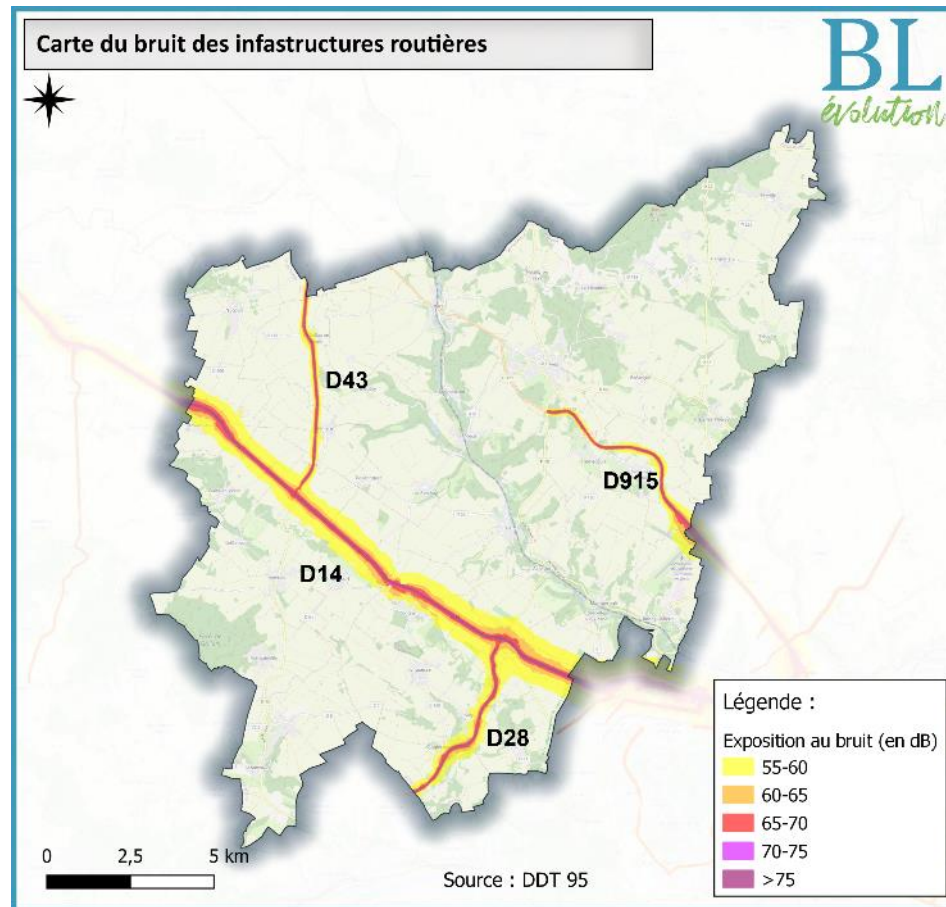 Carte du bruit des infastructures routières
BL
évolution
D43
D915
D14
D28
Légende :
Exposition au bruit (en dB)
55-60
60-65
65-70
70-75
>75
0 2,5 5 km
Source : DDT 95